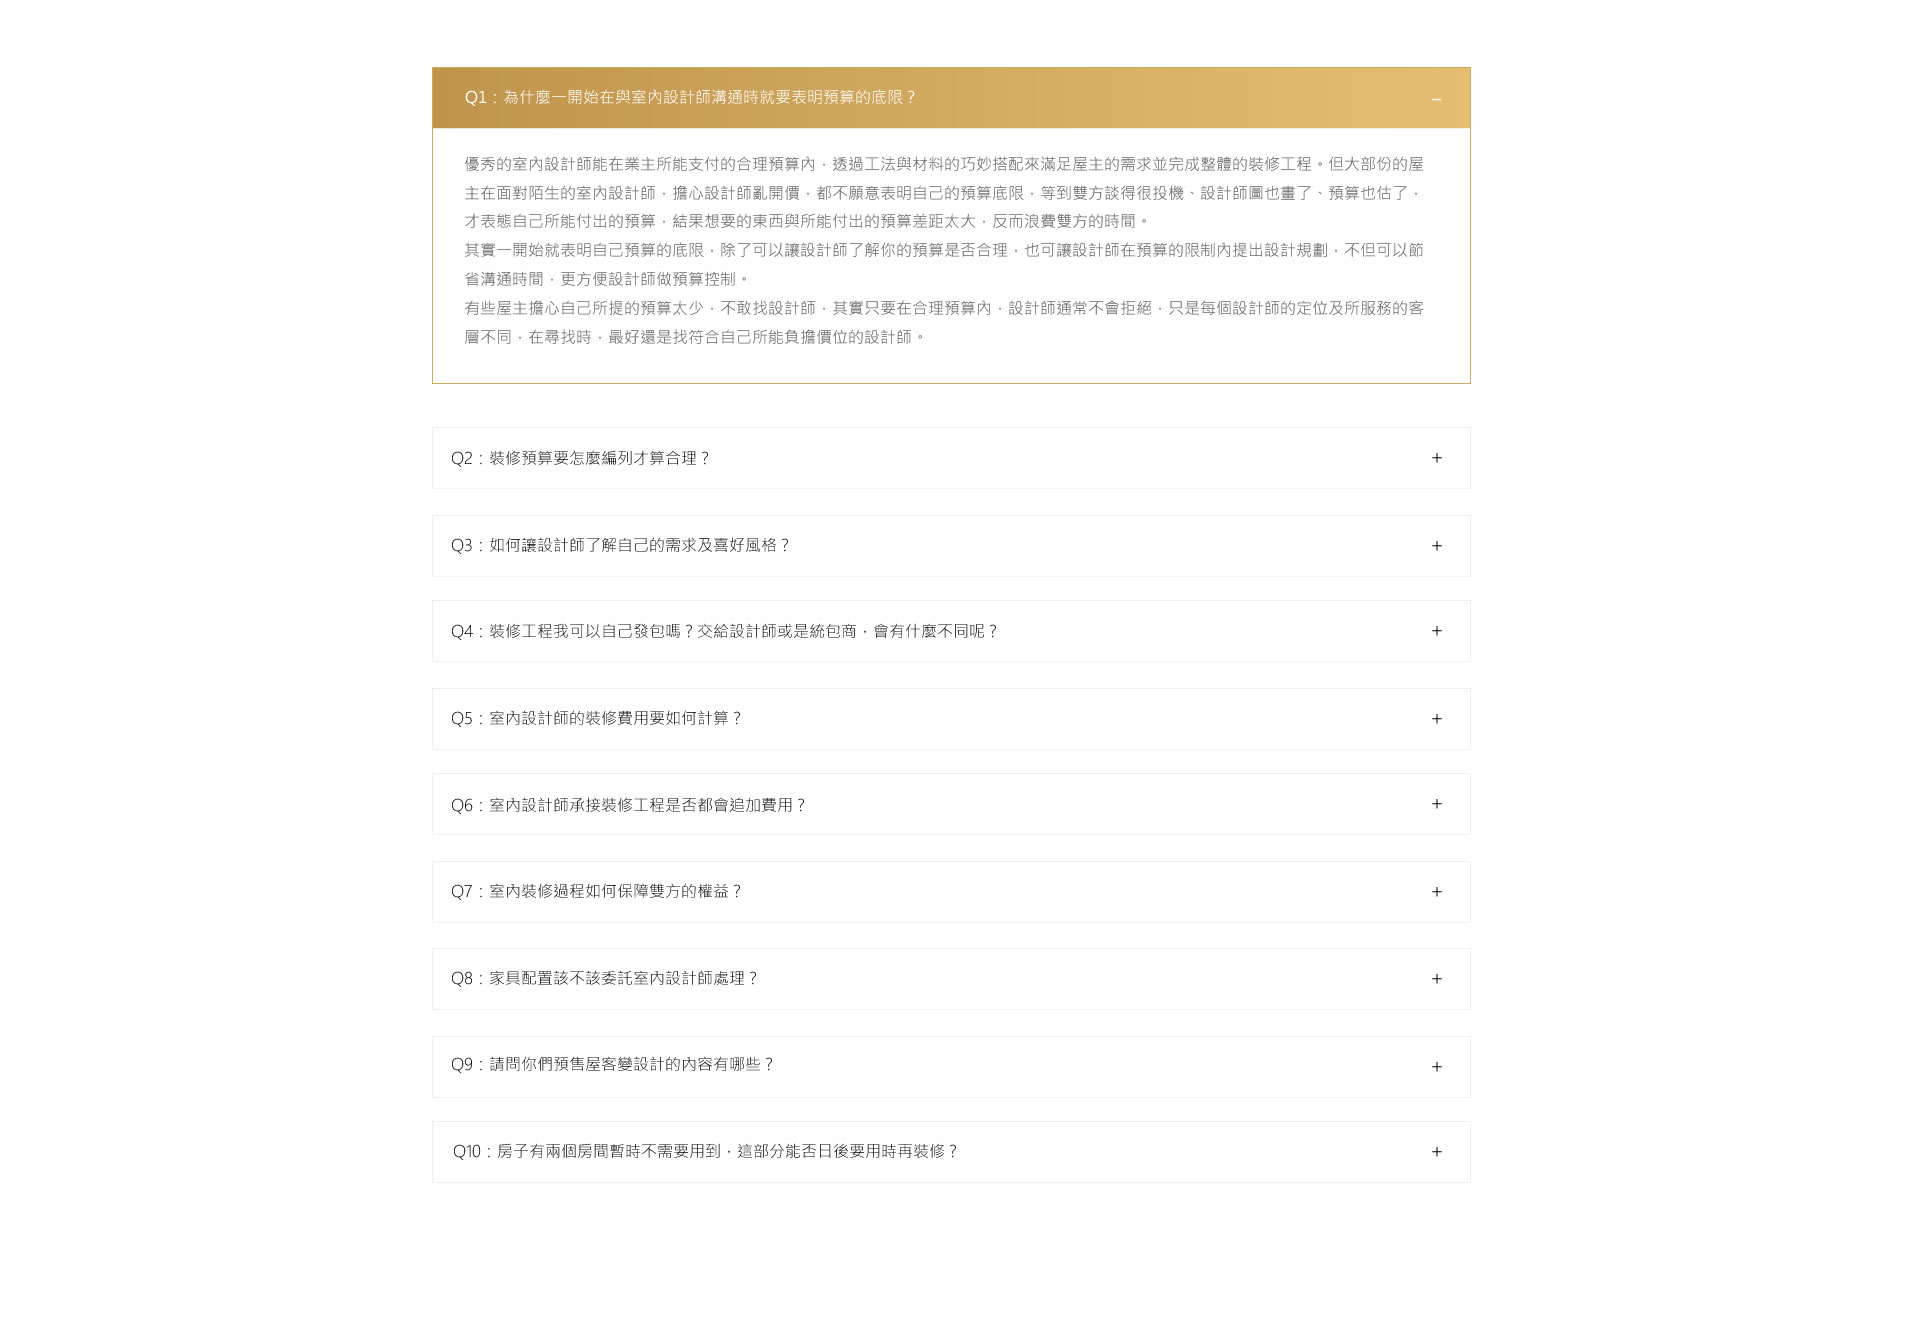 Q1：為什麼一開始在與室內設計師溝通時就要表明預算的底限？
−
優秀的室內設計師能在業主所能支付的合理預算內，透過工法與材料的巧妙搭配來滿足屋主的需求並完成整體的裝修工程。但大部份的屋
主在面對陌生的室內設計師，擔心設計師亂開價，都不願意表明自己的預算底限，等到雙方談得很投機、設計師圖也畫了、預算也估了，
才表態自己所能付出的預算，結果想要的東西與所能付出的預算差距太大，反而浪費雙方的時間。
其實一開始就表明自己預算的底限，除了可以讓設計師了解你的預算是否合理，也可讓設計師在預算的限制內提出設計規劃，不但可以節
省溝通時間，更方便設計師做預算控制。
有些屋主擔心自己所提的預算太少，不敢找設計師，其實只要在合理預算內，設計師通常不會拒絕，只是每個設計師的定位及所服務的客
層不同，在尋找時，最好還是找符合自己所能負擔價位的設計師。
Q2：裝修預算要怎麼編列才算合理？
+
Q3：如何讓設計師了解自己的需求及喜好風格？
+
Q4：裝修工程我可以自己發包嗎？交給設計師或是統包商，會有什麼不同呢？
+
Q5：室內設計師的裝修費用要如何計算？
+
Q6：室內設計師承接裝修工程是否都會追加費用？
+
Q7：室內裝修過程如何保障雙方的權益？
+
Q8：家具配置該不該委託室內設計師處理？
+
Q9：請問你們預售屋客變設計的內容有哪些？
+
Q10：房子有兩個房間暫時不需要用到，這部分能否日後要用時再裝修？
+